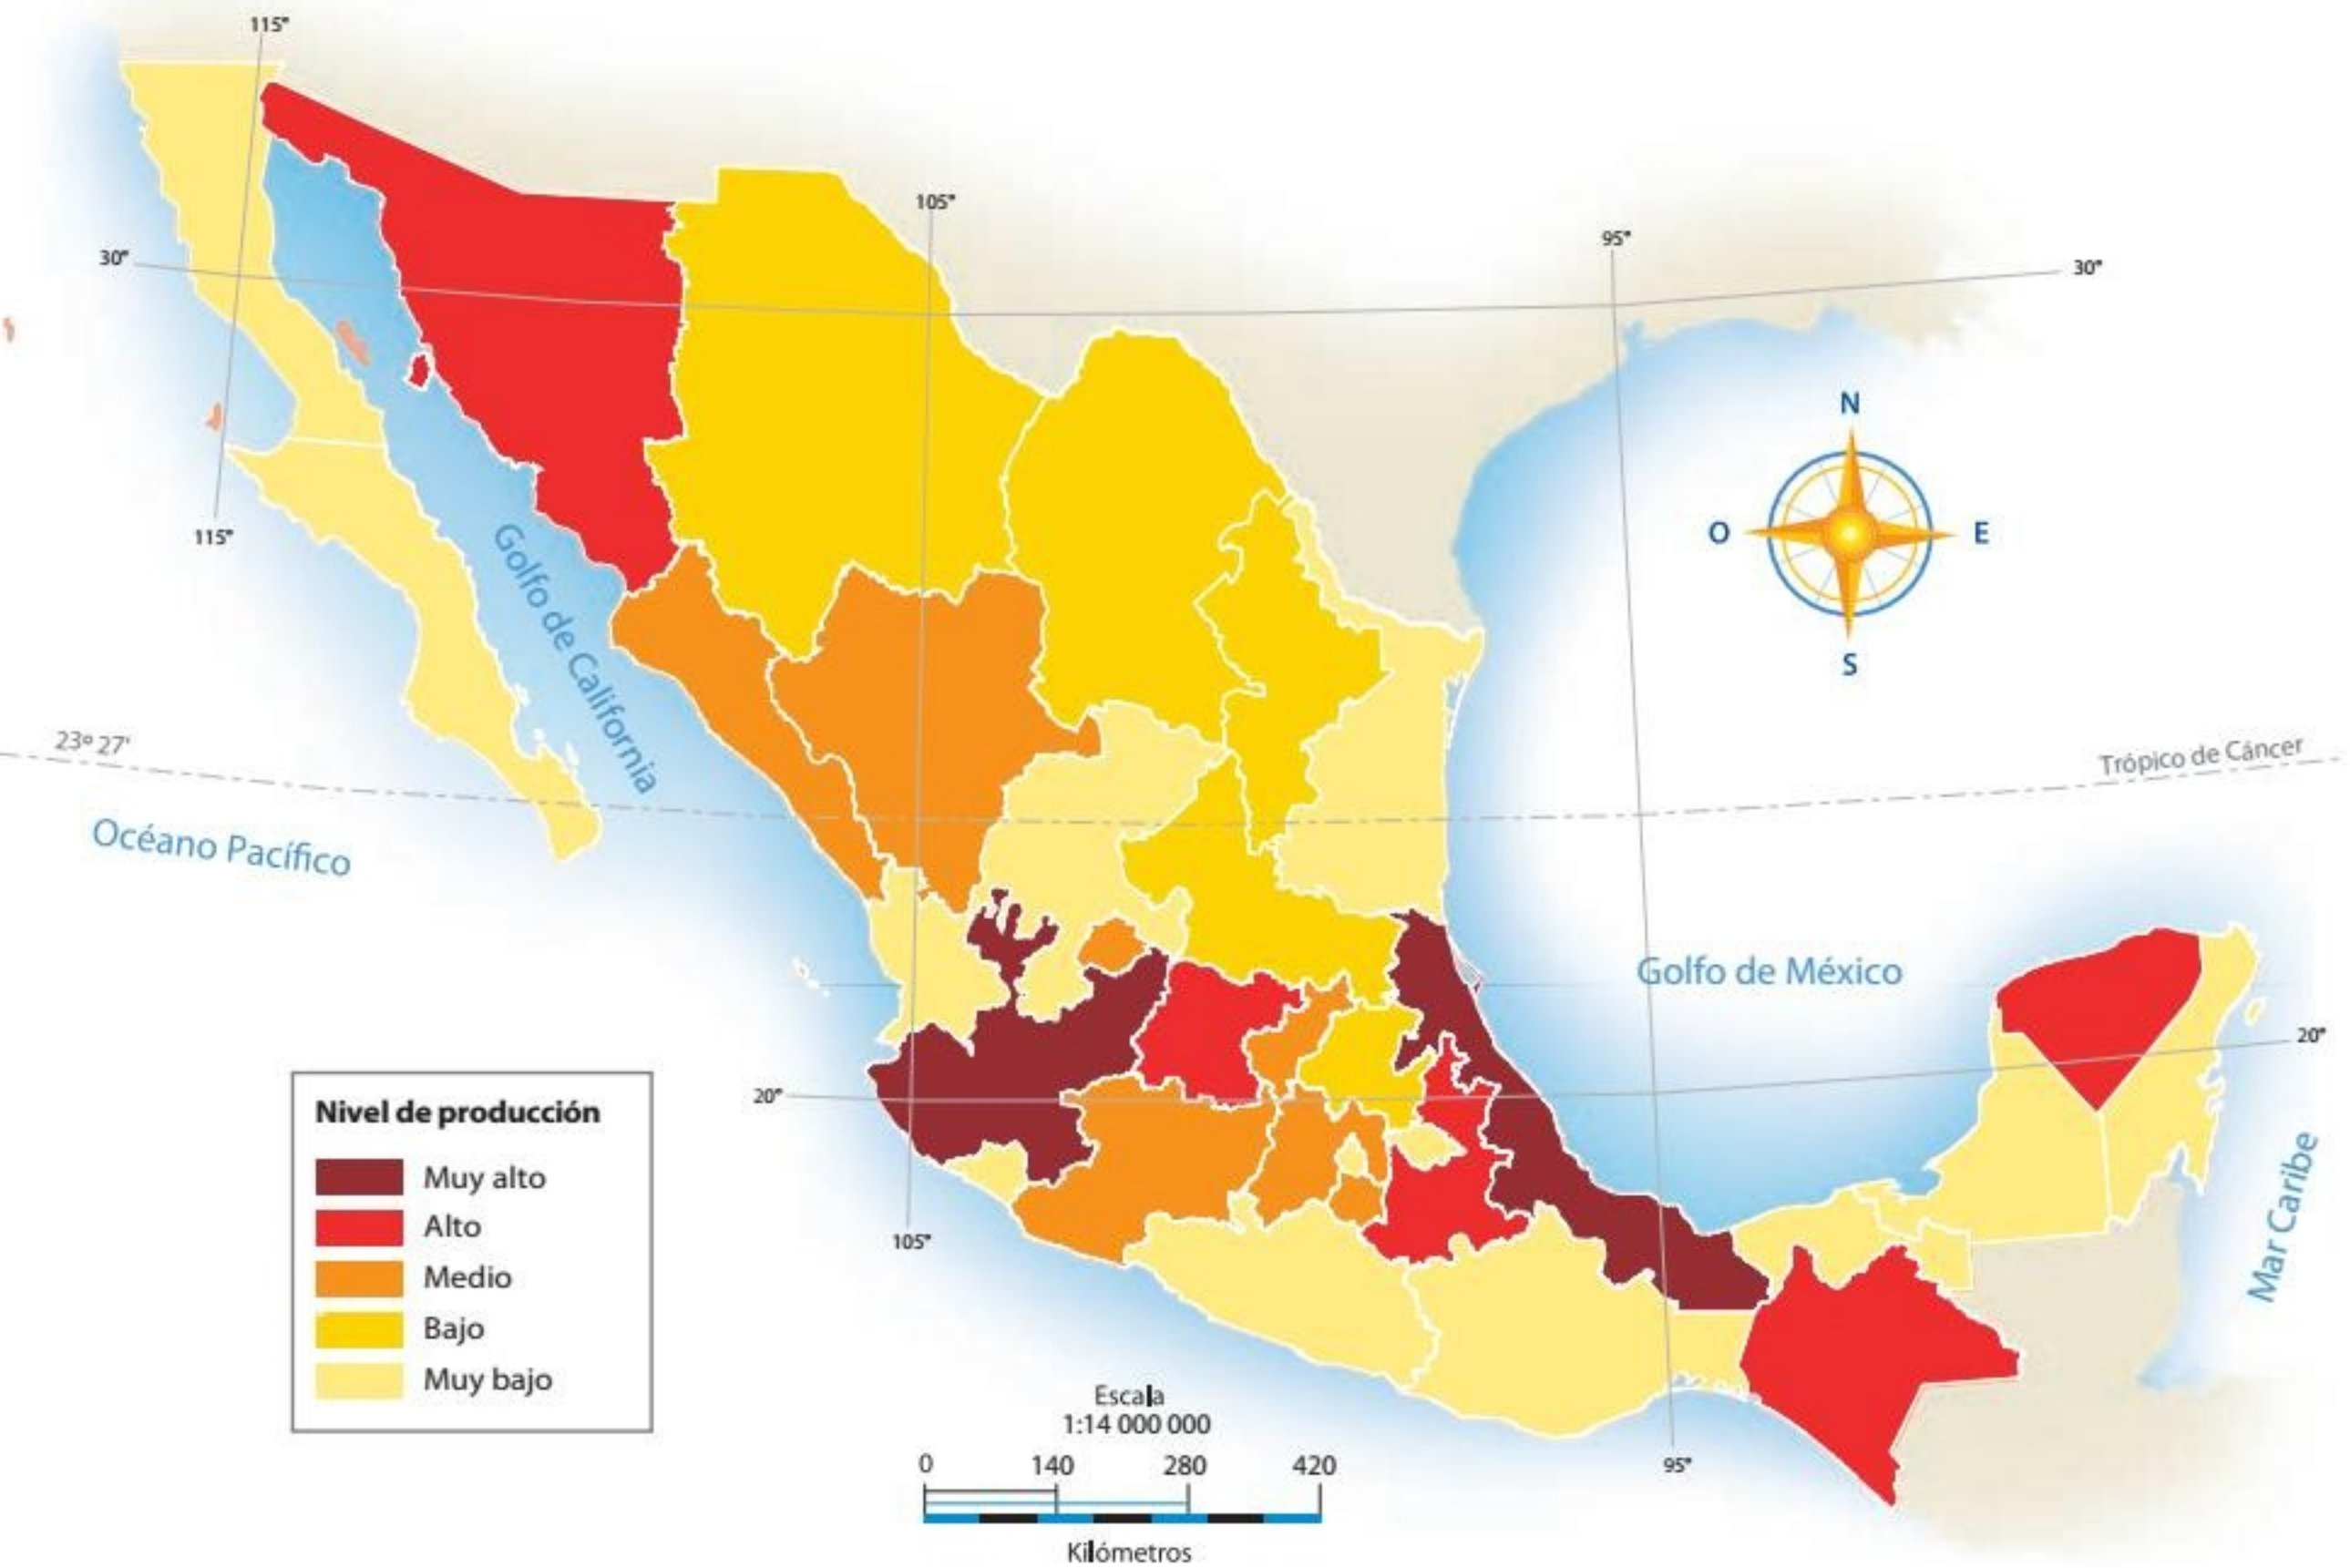 115°
105°
95°
30°
30°
N
O
E
S
115°
Golfo de California
23° 27'
Trópico de Cáncer
Océano Pacífico
Golfo de México
20°
20°
Nivel de producción
Muy alto
Alto
Medio
Bajo
Muy bajo
105°
Mar Caribe
Escala
1:14 000 000
0 140 280 420
Kilómetros
95°